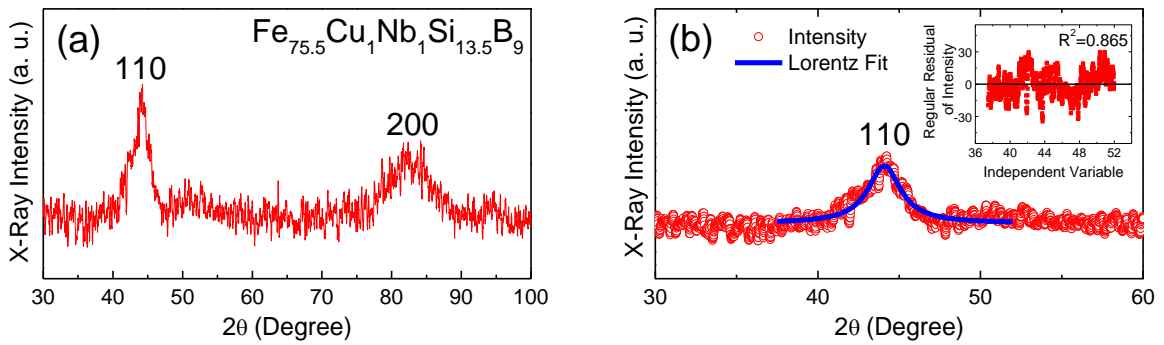 (a)
Fe75.5Cu1Nb1Si13.5B9
110
200
X-Ray Intensity (a. u.)
30 40 50 60 70 80 90 100
2θ (Degree)
(b)
Intensity
Lorentz Fit
110
X-Ray Intensity (a. u.)
30 40 50 60
2θ (Degree)
R²=0.865
Regular Residual
of Intensity
30
0
-30
36 40 44 48 52
Independent Variable